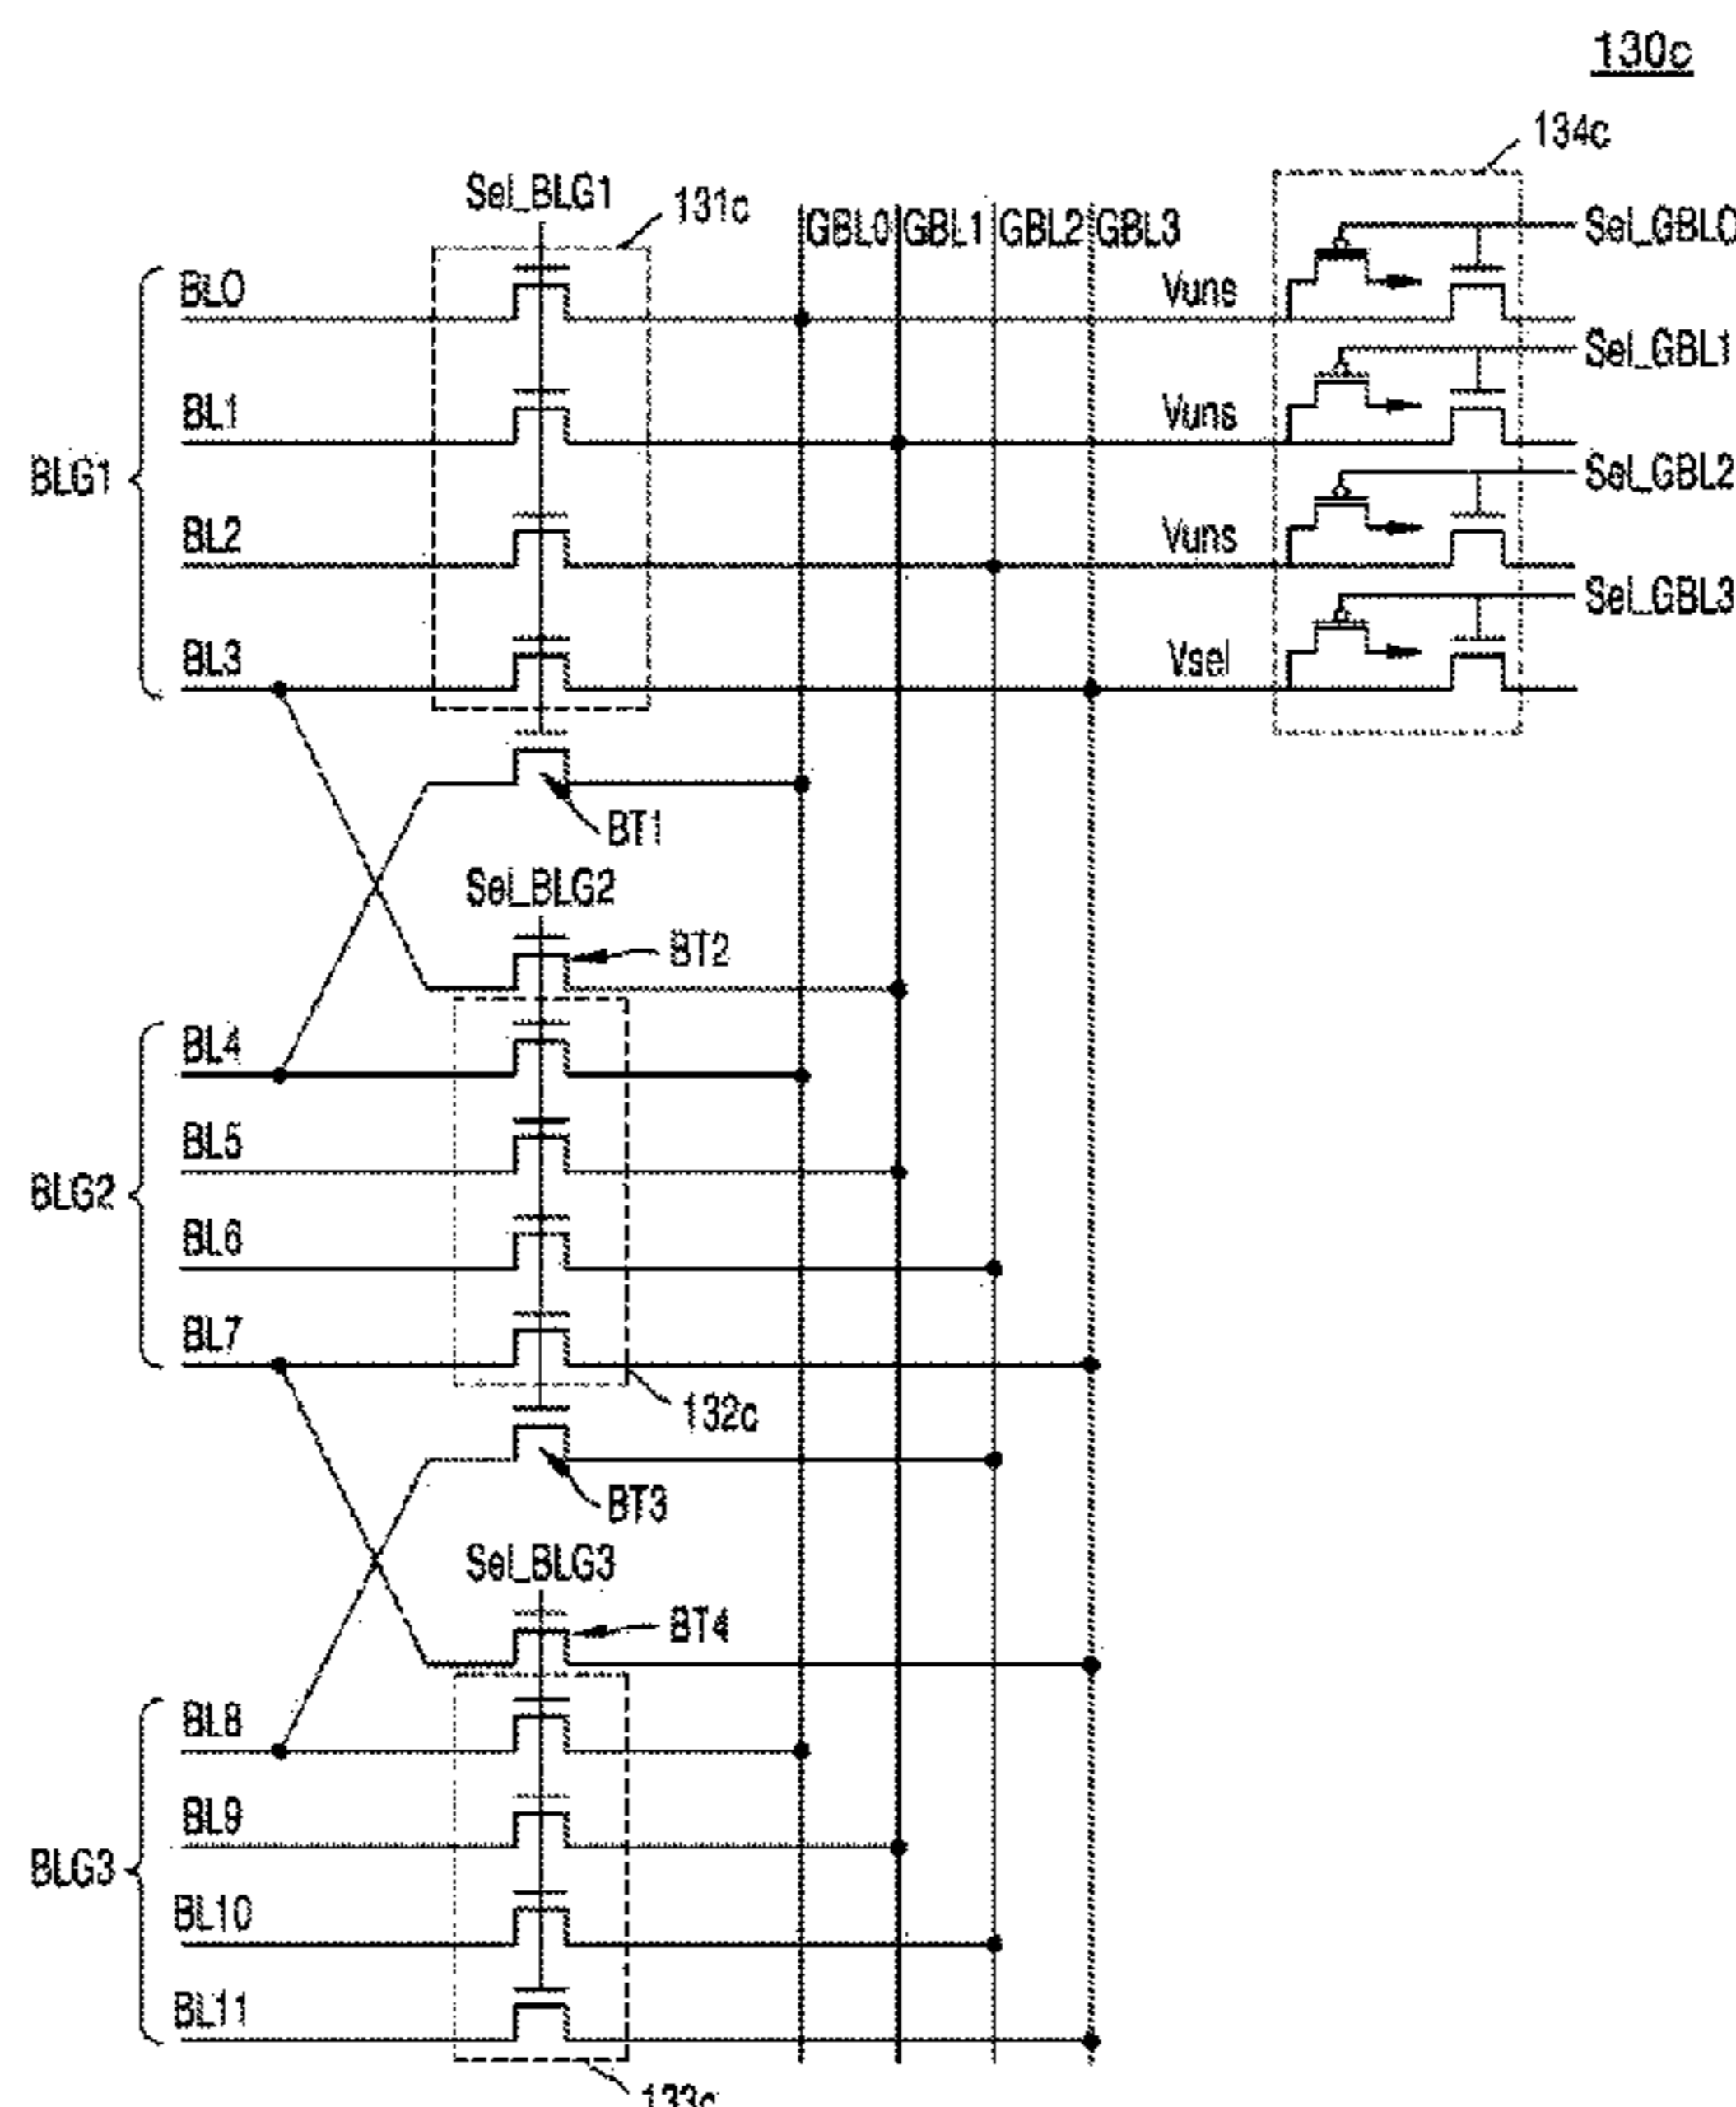 130c
134c
Sel_BLG1
131c
GBL0 GBL1 GBL2 GBL3
Sel_GBL0
BL0
Vuns
Sel_GBL1
BL1
Vuns
BLG1
Sel_GBL2
BL2
Vuns
Sel_GBL3
BL3
Vsel
BT1
Sel_BLG2
BT2
BL4
BL5
BLG2
BL6
BL7
132c
BT3
Sel_BLG3
BT4
BL8
BL9
BLG3
BL10
BL11
133c